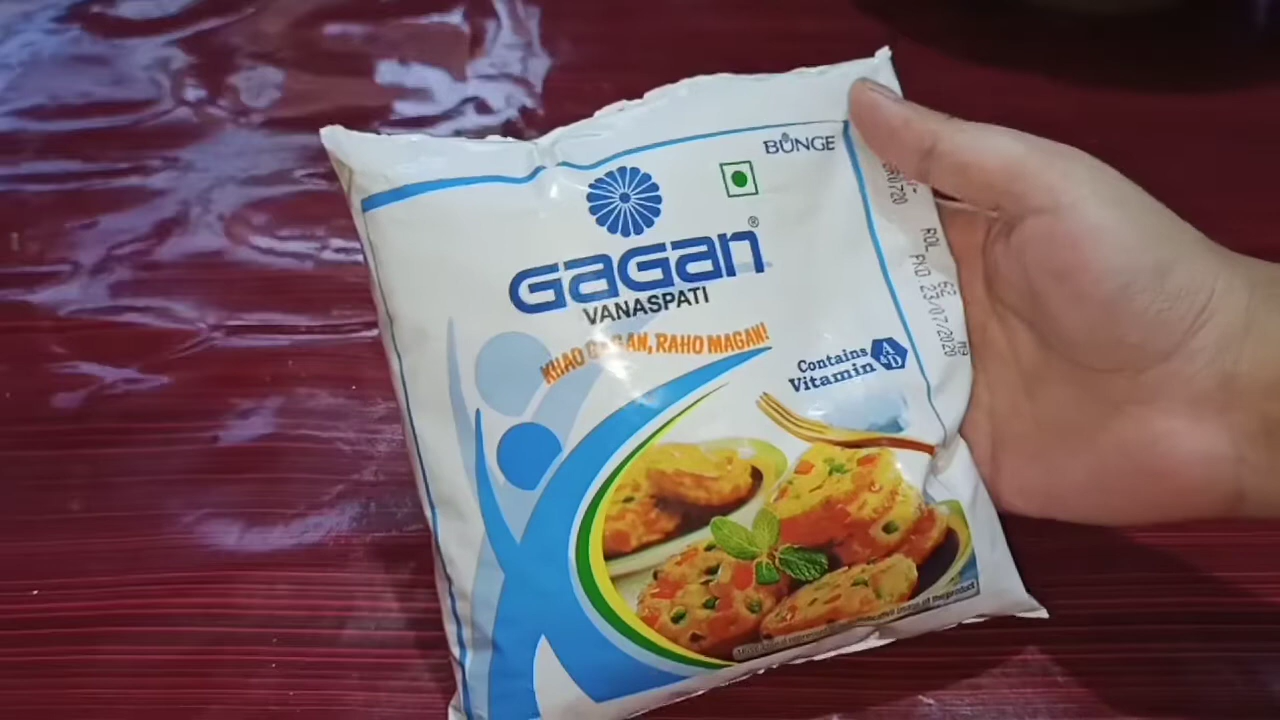 BUNGE
GAGAN®
VANASPATI
KHAO GAGAN, RAHO MAGAN!
Contains
Vitamin A & D
PKD. 23/07/2020